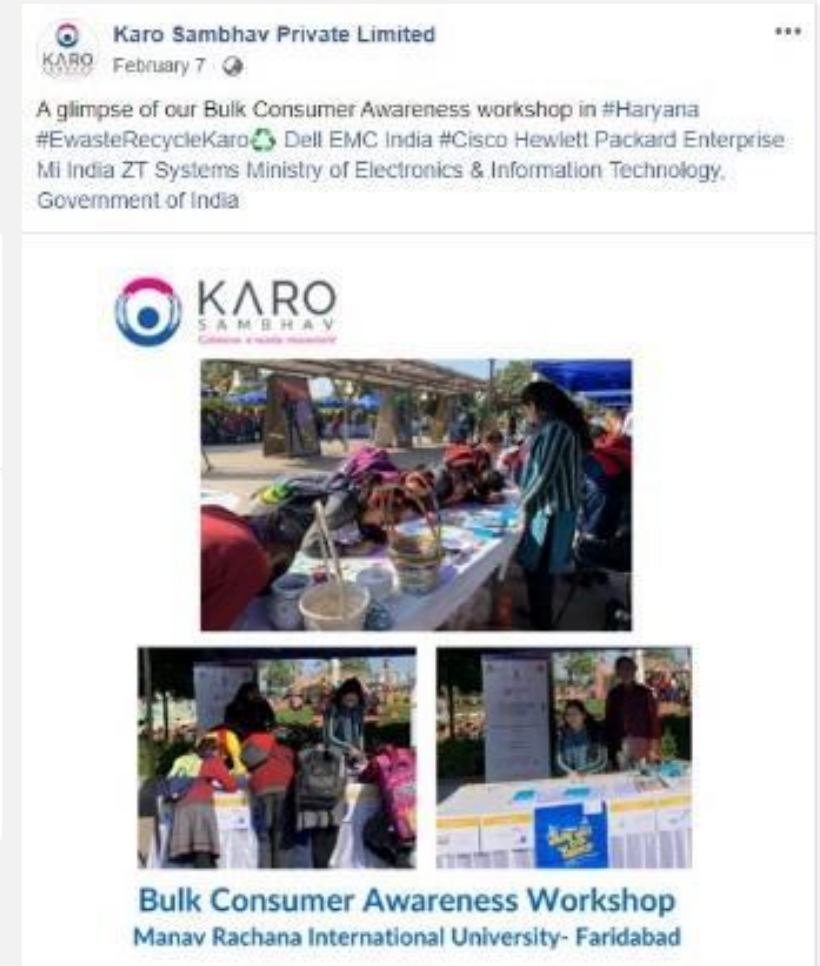 Karo Sambhav Private Limited
February 7
A glimpse of our Bulk Consumer Awareness workshop in #Haryana
#EwasteRecycleKaro♻ Dell EMC India #Cisco Hewlett Packard Enterprise
Mi India ZT Systems Ministry of Electronics & Information Technology,
Government of India
KARO
SAMBHAV
Bulk Consumer Awareness Workshop
Manav Rachana International University- Faridabad